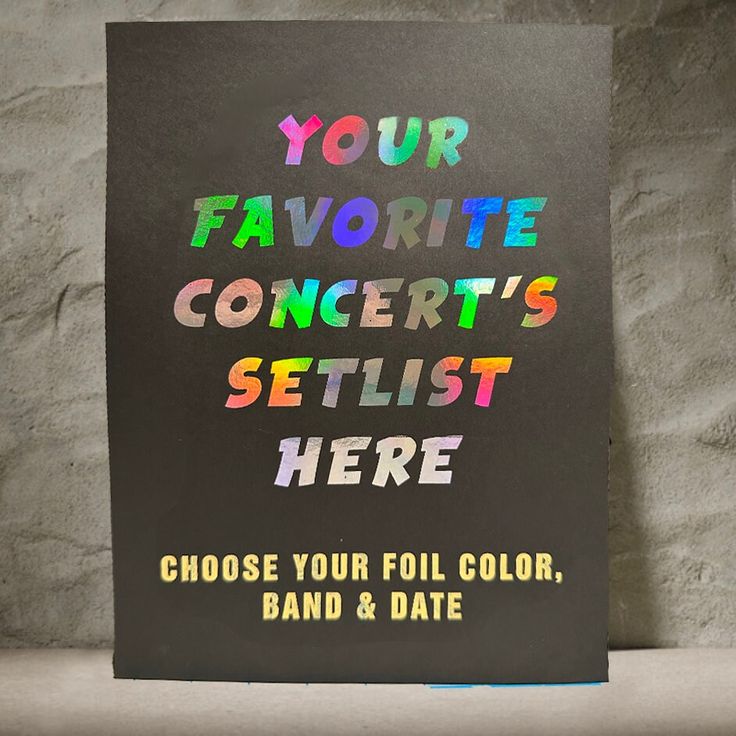 YOUR
FAVORITE
CONCERT'S
SETLIST
HERE
CHOOSE YOUR FOIL COLOR,
BAND & DATE